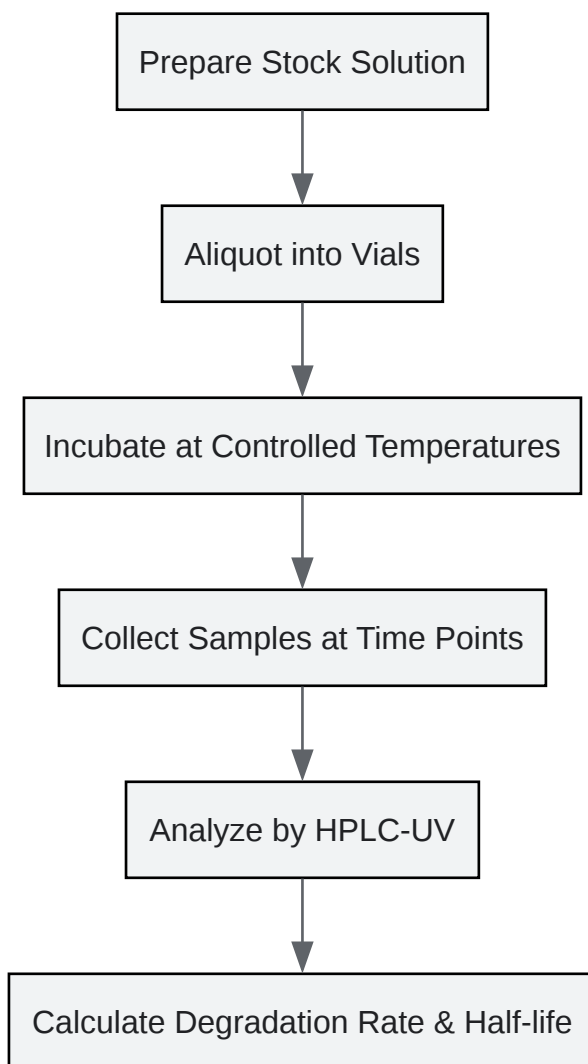 Prepare Stock Solution
Aliquot into Vials
Incubate at Controlled Temperatures
Collect Samples at Time Points
Analyze by HPLC-UV
Calculate Degradation Rate & Half-life